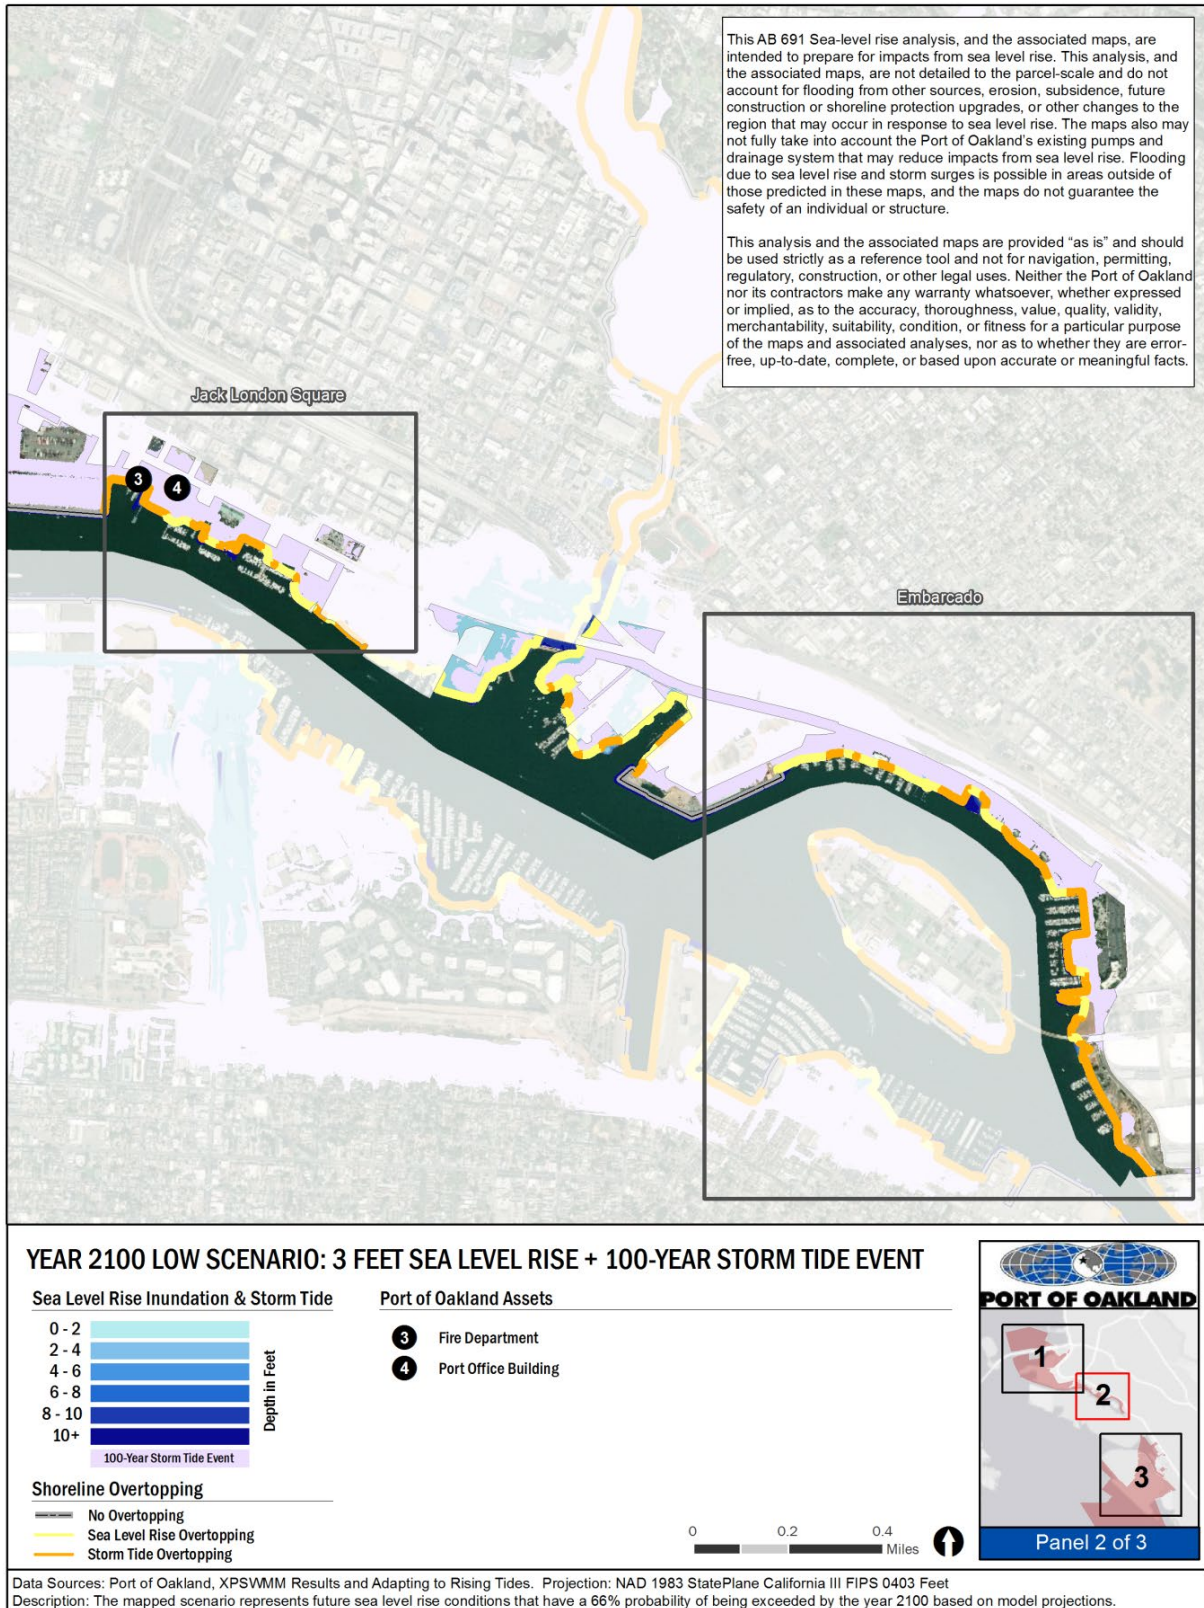 This AB 691 Sea-level rise analysis, and the associated maps, are
intended to prepare for impacts from sea level rise. This analysis, and
the associated maps, are not detailed to the parcel-scale and do not
account for flooding from other sources, erosion, subsidence, future
construction or shoreline protection upgrades, or other changes to the
region that may occur in response to sea level rise. The maps also may
not fully take into account the Port of Oakland's existing pumps and
drainage system that may reduce impacts from sea level rise. Flooding
due to sea level rise and storm surges is possible in areas outside of
those predicted in these maps, and the maps do not guarantee the
safety of an individual or structure.
This analysis and the associated maps are provided "as is" and should
be used strictly as a reference tool and not for navigation, permitting,
regulatory, construction, or other legal uses. Neither the Port of Oakland
nor its contractors make any warranty whatsoever, whether expressed
or implied, as to the accuracy, thoroughness, value, quality, validity,
merchantability, suitability, condition, or fitness for a particular purpose
of the maps and associated analyses, nor as to whether they are error-
free, up-to-date, complete, or based upon accurate or meaningful facts.
Jack London Square
3
4
Embarcado
YEAR 2100 LOW SCENARIO: 3 FEET SEA LEVEL RISE + 100-YEAR STORM TIDE EVENT
Sea Level Rise Inundation & Storm Tide
0 - 2
2 - 4
4 - 6
6 - 8
8 - 10
10+
Depth in Feet
100-Year Storm Tide Event
Shoreline Overtopping
No Overtopping
Sea Level Rise Overtopping
Storm Tide Overtopping
Port of Oakland Assets
3 Fire Department
4 Port Office Building
0 0.2 0.4
Miles
PORT OF OAKLAND
1
2
3
Panel 2 of 3
Data Sources: Port of Oakland, XPSWMM Results and Adapting to Rising Tides. Projection: NAD 1983 StatePlane California III FIPS 0403 Feet
Description: The mapped scenario represents future sea level rise conditions that have a 66% probability of being exceeded by the year 2100 based on model projections.